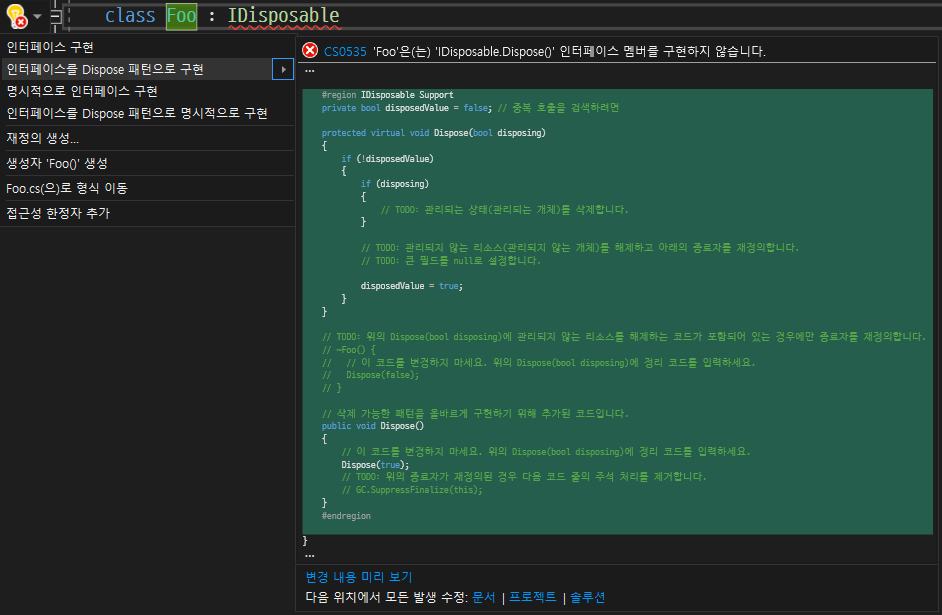 class Foo : IDisposable
인터페이스 구현
인터페이스를 Dispose 패턴으로 구현
명시적으로 인터페이스 구현
인터페이스를 Dispose 패턴으로 명시적으로 구현
재정의 생성...
생성자 'Foo()' 생성
Foo.cs(으)로 형식 이동
접근성 한정자 추가
CS0535 'Foo'은(는) 'IDisposable.Dispose()' 인터페이스 멤버를 구현하지 않습니다.
...
#region IDisposable Support
private bool disposedValue = false; // 중복 호출을 검색하려면
protected virtual void Dispose(bool disposing)
{
if (!disposedValue)
{
if (disposing)
{
// TODO: 관리되는 상태(관리되는 개체)를 삭제합니다.
}
// TODO: 관리되지 않는 리소스(관리되지 않는 개체)를 해제하고 아래의 종료자를 재정의합니다.
// TODO: 큰 필드를 null로 설정합니다.
disposedValue = true;
}
}
// TODO: 위의 Dispose(bool disposing)에 관리되지 않는 리소스를 해제하는 코드가 포함되어 있는 경우에만 종료자를 재정의합니다.
// ~Foo() {
//   // 이 코드를 변경하지 마세요. 위의 Dispose(bool disposing)에 정리 코드를 입력하세요.
//   Dispose(false);
// }
// 삭제 가능한 패턴을 올바르게 구현하기 위해 추가된 코드입니다.
public void Dispose()
{
// 이 코드를 변경하지 마세요. 위의 Dispose(bool disposing)에 정리 코드를 입력하세요.
Dispose(true);
// TODO: 위의 종료자가 재정의된 경우 다음 코드 줄의 주석 처리를 제거합니다.
// GC.SuppressFinalize(this);
}
#endregion
}
...
변경 내용 미리 보기
다음 위치에서 모든 발생 수정: 문서 | 프로젝트 | 솔루션